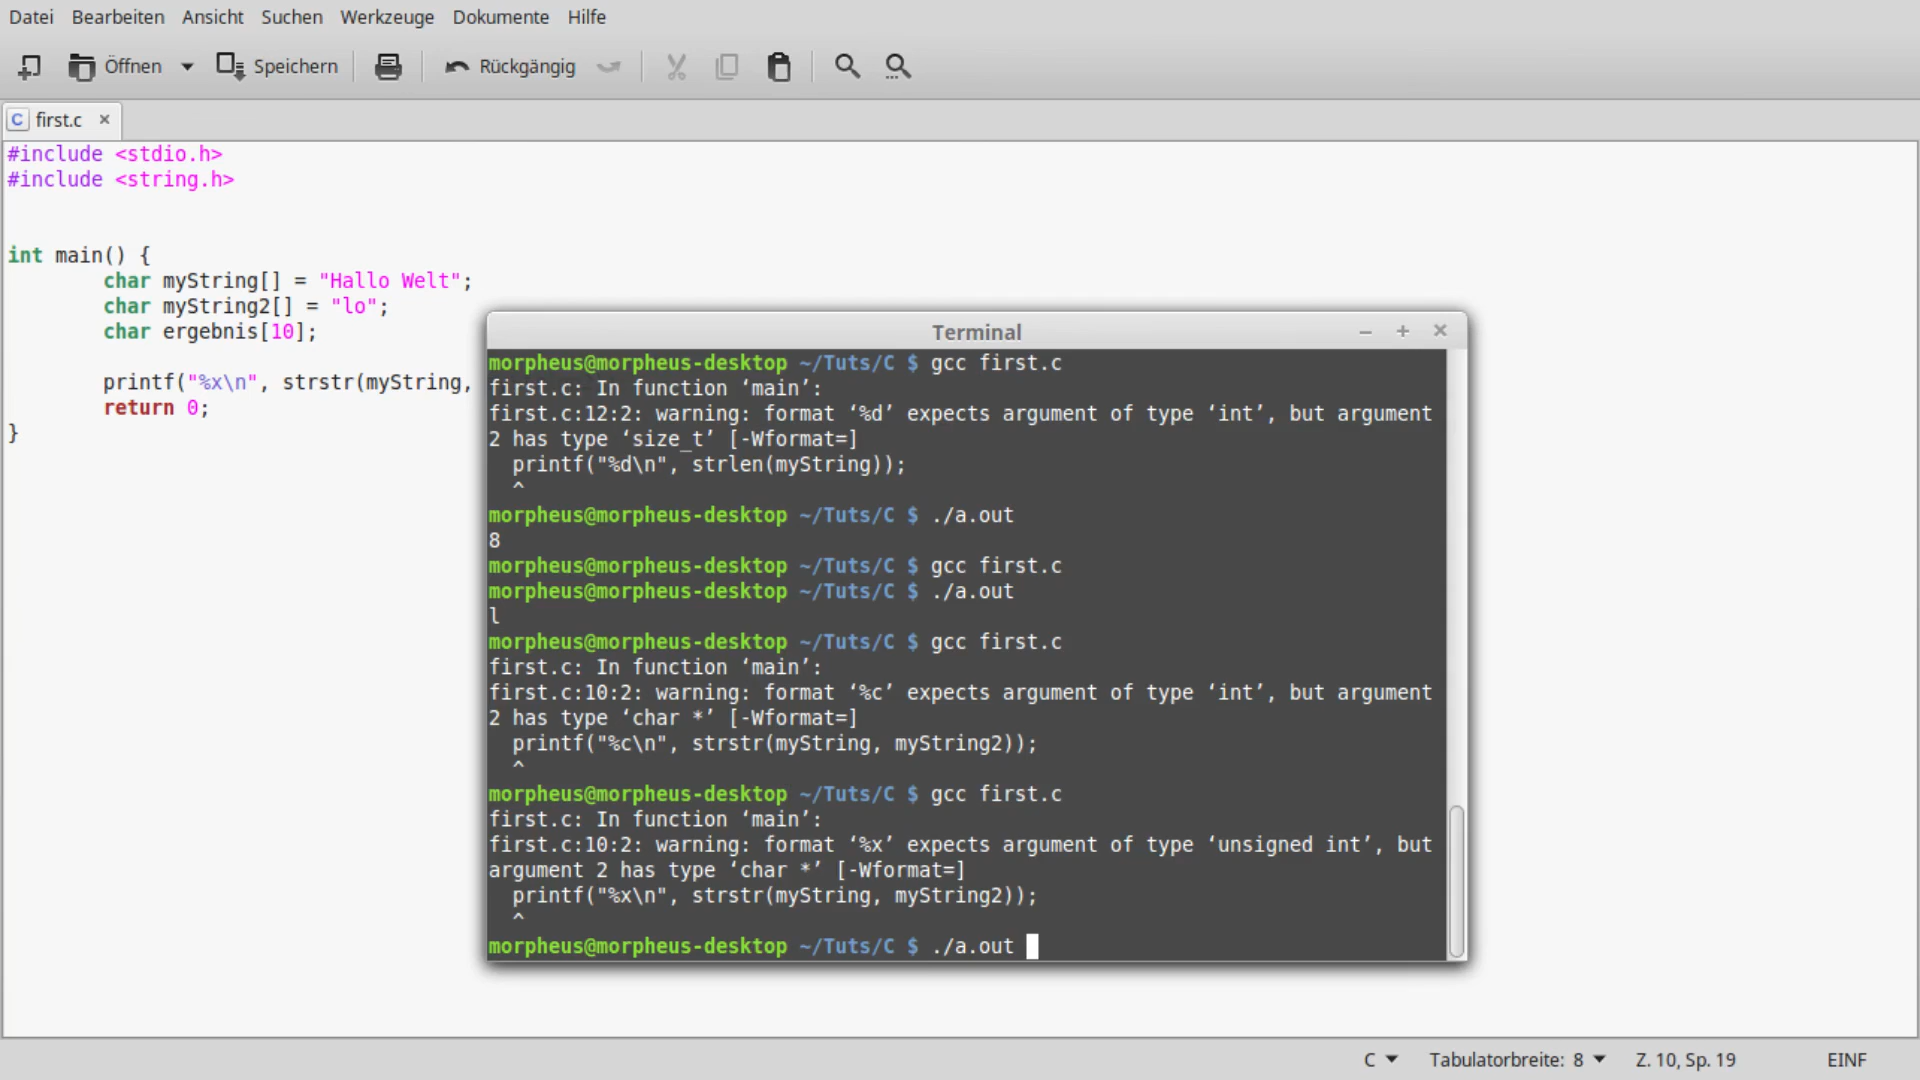 Datei Bearbeiten Ansicht Suchen Werkzeuge Dokumente Hilfe
Öffnen Speichern Rückgängig
C first.c ×
#include <stdio.h>
#include <string.h>
int main() {
char myString[] = "Hallo Welt";
char myString2[] = "lo";
char ergebnis[10];
printf("%x\n", strstr(myString,
return 0;
}
Terminal
morpheus@morpheus-desktop ~/Tuts/C $ gcc first.c
first.c: In function ‘main’:
first.c:12:2: warning: format ‘%d’ expects argument of type ‘int’, but argument
2 has type ‘size_t’ [-Wformat=]
printf("%d\n", strlen(myString));
^
morpheus@morpheus-desktop ~/Tuts/C $ ./a.out
8
morpheus@morpheus-desktop ~/Tuts/C $ gcc first.c
morpheus@morpheus-desktop ~/Tuts/C $ ./a.out
l
morpheus@morpheus-desktop ~/Tuts/C $ gcc first.c
first.c: In function ‘main’:
first.c:10:2: warning: format ‘%c’ expects argument of type ‘int’, but argument
2 has type ‘char *’ [-Wformat=]
printf("%c\n", strstr(myString, myString2));
^
morpheus@morpheus-desktop ~/Tuts/C $ gcc first.c
first.c: In function ‘main’:
first.c:10:2: warning: format ‘%x’ expects argument of type ‘unsigned int’, but
argument 2 has type ‘char *’ [-Wformat=]
printf("%x\n", strstr(myString, myString2));
^
morpheus@morpheus-desktop ~/Tuts/C $ ./a.out
C Tabulatorbreite: 8 Z. 10, Sp. 19 EINF